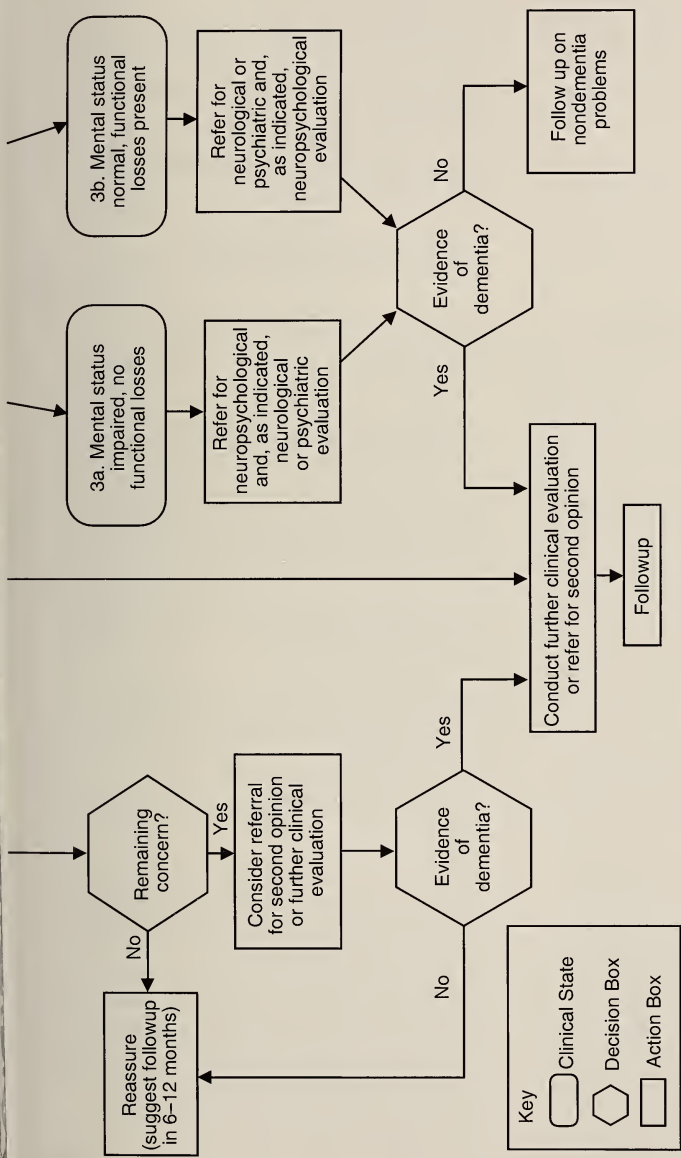 Remaining
concern?
No
Yes
Reassure
(suggest followup
in 6–12 months)
Consider referral
for second opinion
or further clinical
evaluation
Evidence
of
dementia?
No
Yes
3a. Mental status
impaired, no
functional losses
Refer for
neuropsychological
and, as indicated,
neurological
or psychiatric
evaluation
3b. Mental status
normal, functional
losses present
Refer for
neurological or
psychiatric and,
as indicated,
neuropsychological
evaluation
Evidence
of
dementia?
Yes
No
Follow up on
nondementia
problems
Conduct further clinical evaluation
or refer for second opinion
Followup
Key
Clinical State
Decision Box
Action Box